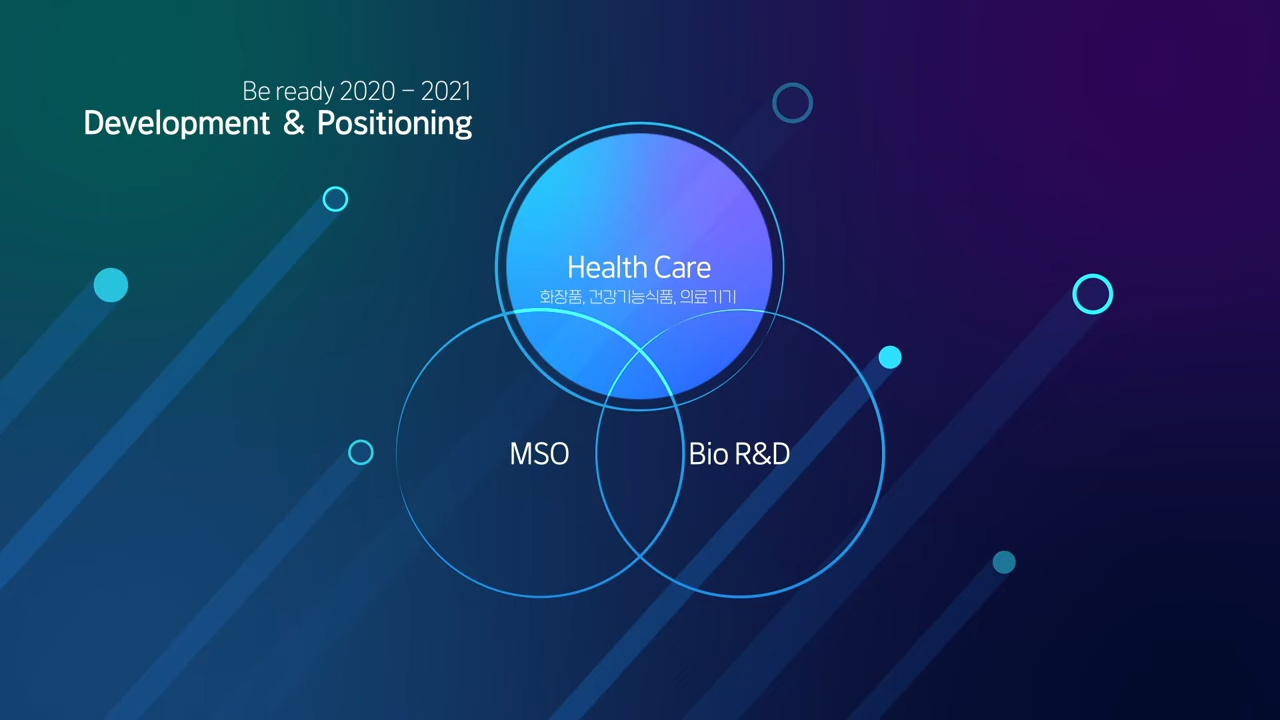 Be ready 2020 – 2021
Development & Positioning
Health Care
화장품, 건강기능식품, 의료기기
MSO
Bio R&D